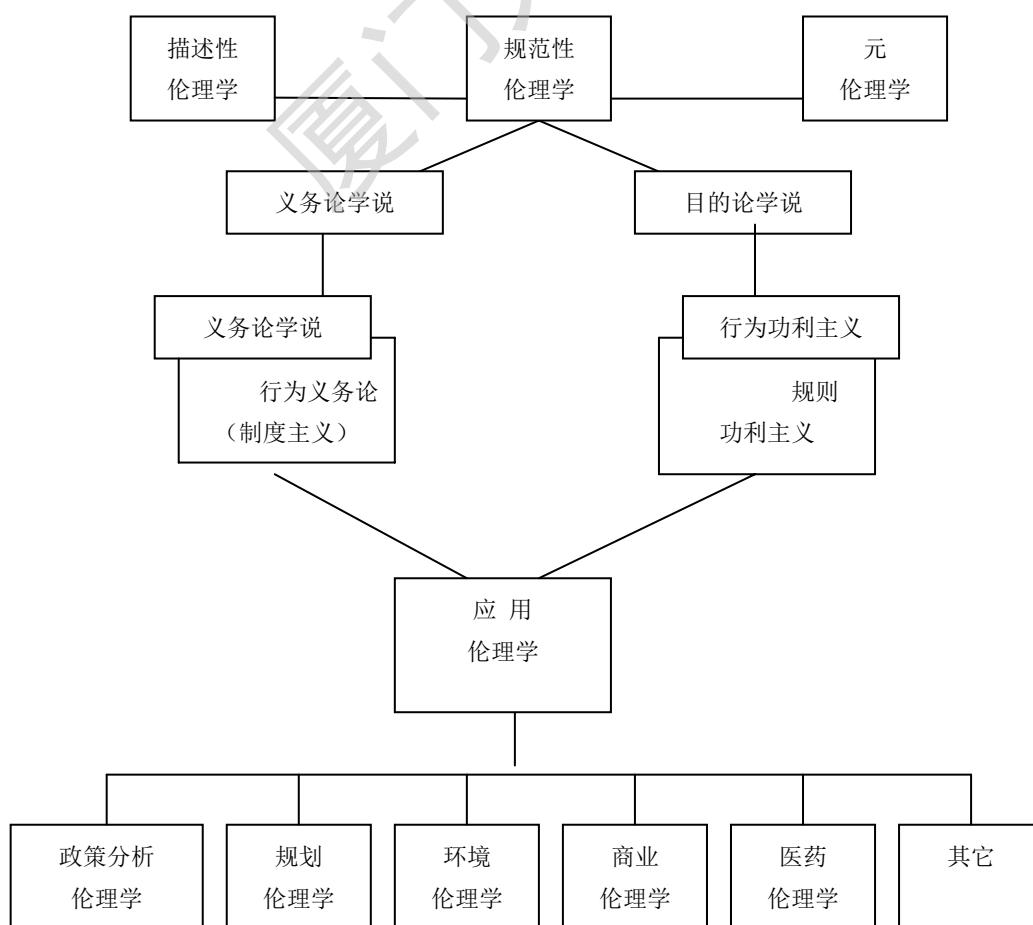 描述性
伦理学
规范性
伦理学
元
伦理学
义务论学说
目的论学说
义务论学说
行为义务论
（制度主义）
行为功利主义
规则
功利主义
应 用
伦理学
政策分析
伦理学
规划
伦理学
环境
伦理学
商业
伦理学
医药
伦理学
其它
厦门